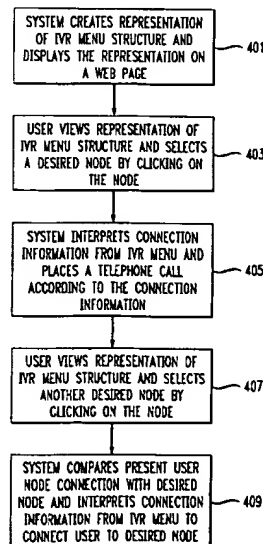 SYSTEM CREATES REPRESENTATION
OF IVR MENU STRUCTURE AND
DISPLAYS THE REPRESENTATION ON
A WEB PAGE
401
USER VIEWS REPRESENTATION OF
IVR MENU STRUCTURE AND SELECTS
A DESIRED NODE BY CLICKING ON
THE NODE
403
SYSTEM INTERPRETS CONNECTION
INFORMATION FROM IVR MENU AND
PLACES A TELEPHONE CALL
ACCORDING TO THE CONNECTION
INFORMATION
405
USER VIEWS REPRESENTATION OF
IVR MENU STRUCTURE AND SELECTS
ANOTHER DESIRED NODE BY
CLICKING ON THE NODE
407
SYSTEM COMPARES PRESENT USER
NODE CONNECTION WITH DESIRED
NODE AND INTERPRETS CONNECTION
INFORMATION FROM IVR MENU TO
CONNECT USER TO DESIRED NODE
409